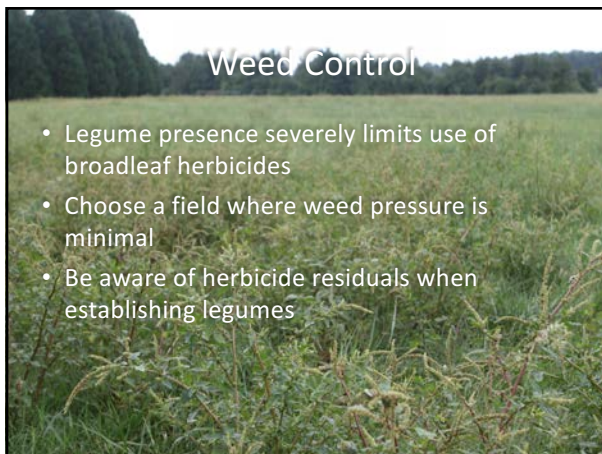 Weed Control
• Legume presence severely limits use of
broadleaf herbicides
• Choose a field where weed pressure is
minimal
• Be aware of herbicide residuals when
establishing legumes